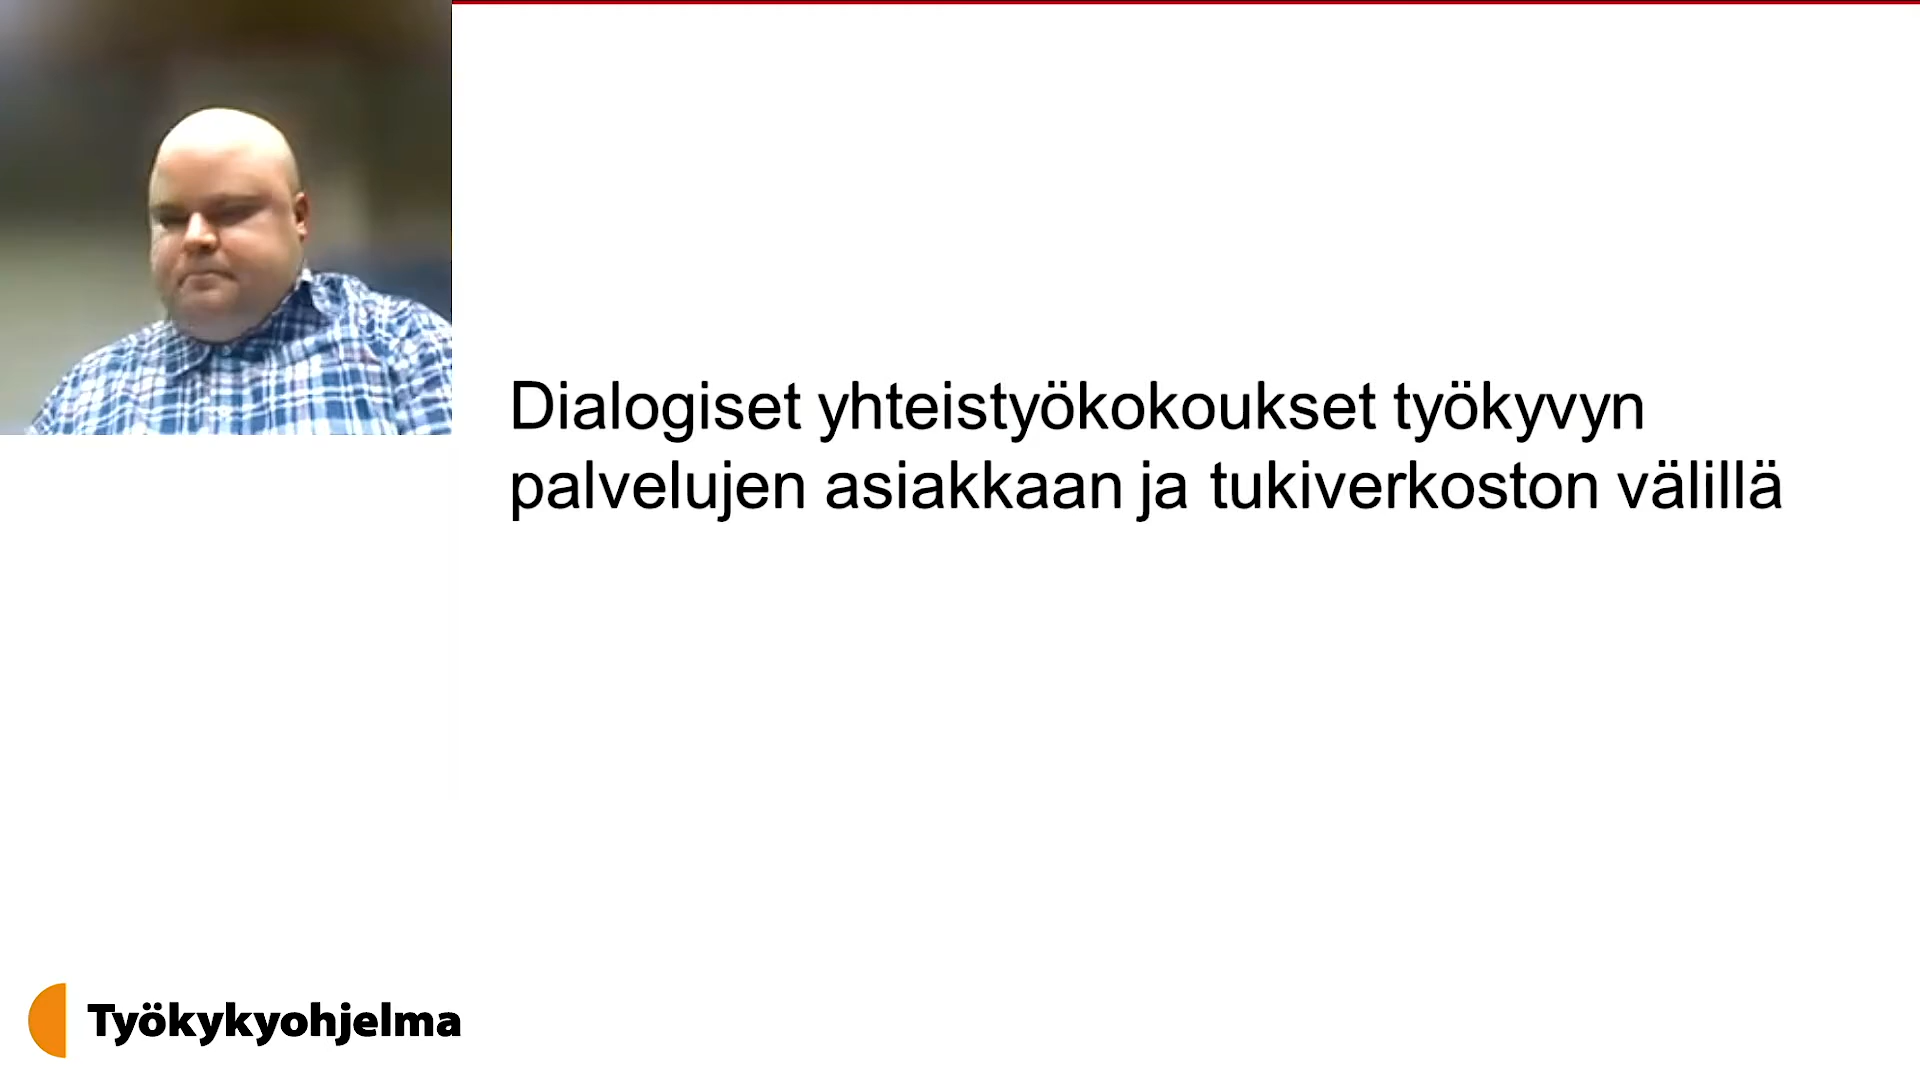 Dialogiset yhteistyökokoukset työkyvyn
palvelujen asiakkaan ja tukiverkoston välillä
Työkykyohjelma